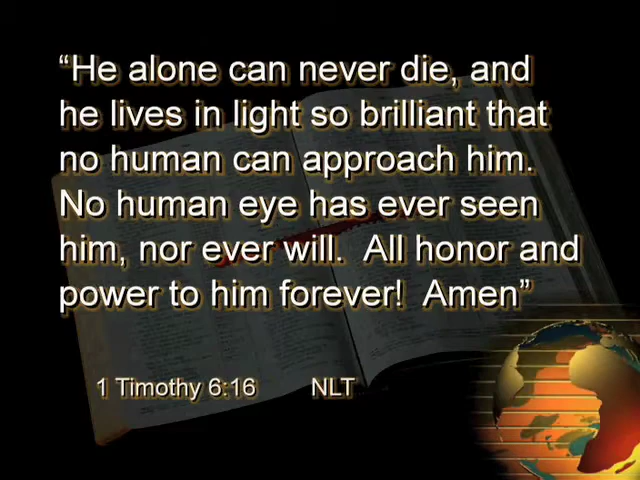 “He alone can never die, and
he lives in light so brilliant that
no human can approach him.
No human eye has ever seen
him, nor ever will.  All honor and
power to him forever!  Amen”
1 Timothy 6:16    NLT